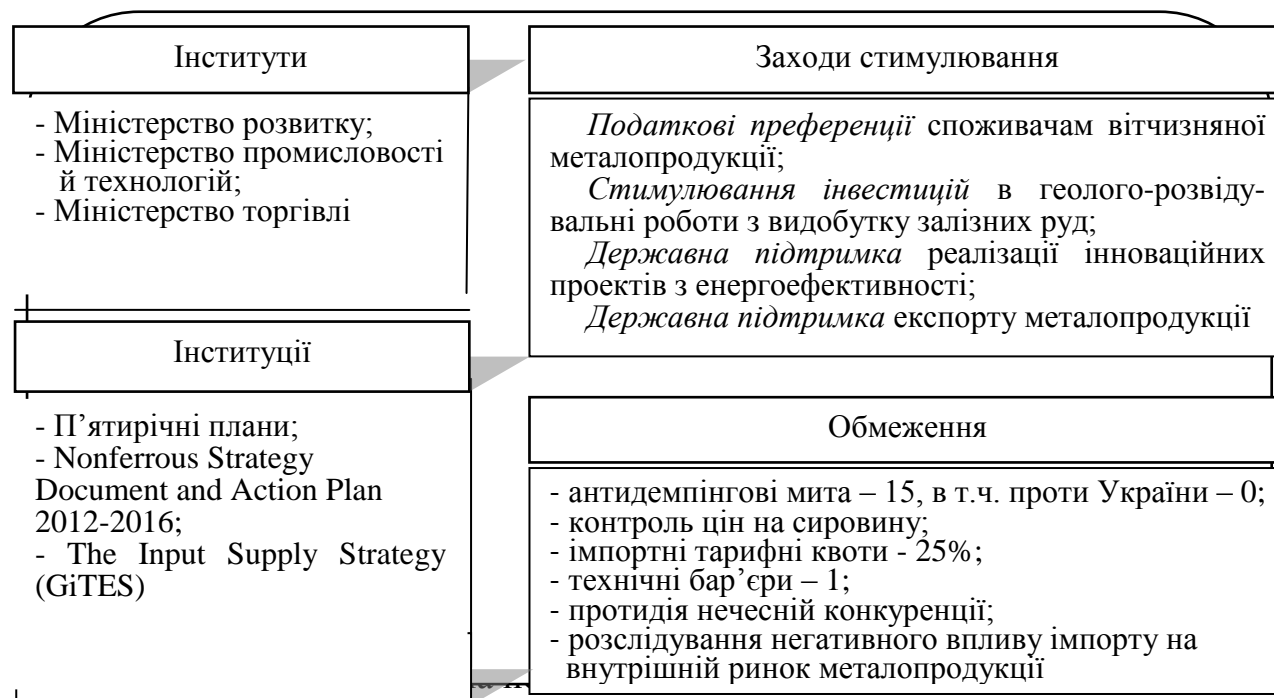 Інститути
- Міністерство розвитку;
- Міністерство промисловості
й технологій;
- Міністерство торгівлі
Інституції
- П’ятирічні плани;
- Nonferrous Strategy
Document and Action Plan
2012-2016;
- The Input Supply Strategy
(GiTES)
Заходи стимулювання
Податкові преференції споживачам вітчизняної
металопродукції;
Стимулювання інвестицій в геолого-розвіду-
вальні роботи з видобутку залізних руд;
Державна підтримка реалізації інноваційних
проектів з енергоефективності;
Державна підтримка експорту металопродукції
Обмеження
- антидемпінгові мита – 15, в т.ч. проти України – 0;
- контроль цін на сировину;
- імпортні тарифні квоти - 25%;
- технічні бар’єри – 1;
- протидія нечесній конкуренції;
- розслідування негативного впливу імпорту на
внутрішній ринок металопродукції